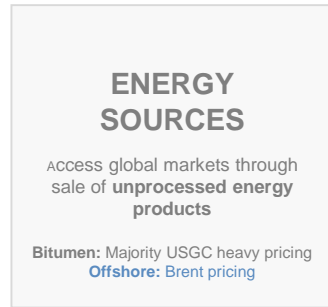 ENERGY
SOURCES
Access global markets through
sale of unprocessed energy
products
Bitumen: Majority USGC heavy pricing
Offshore: Brent pricing